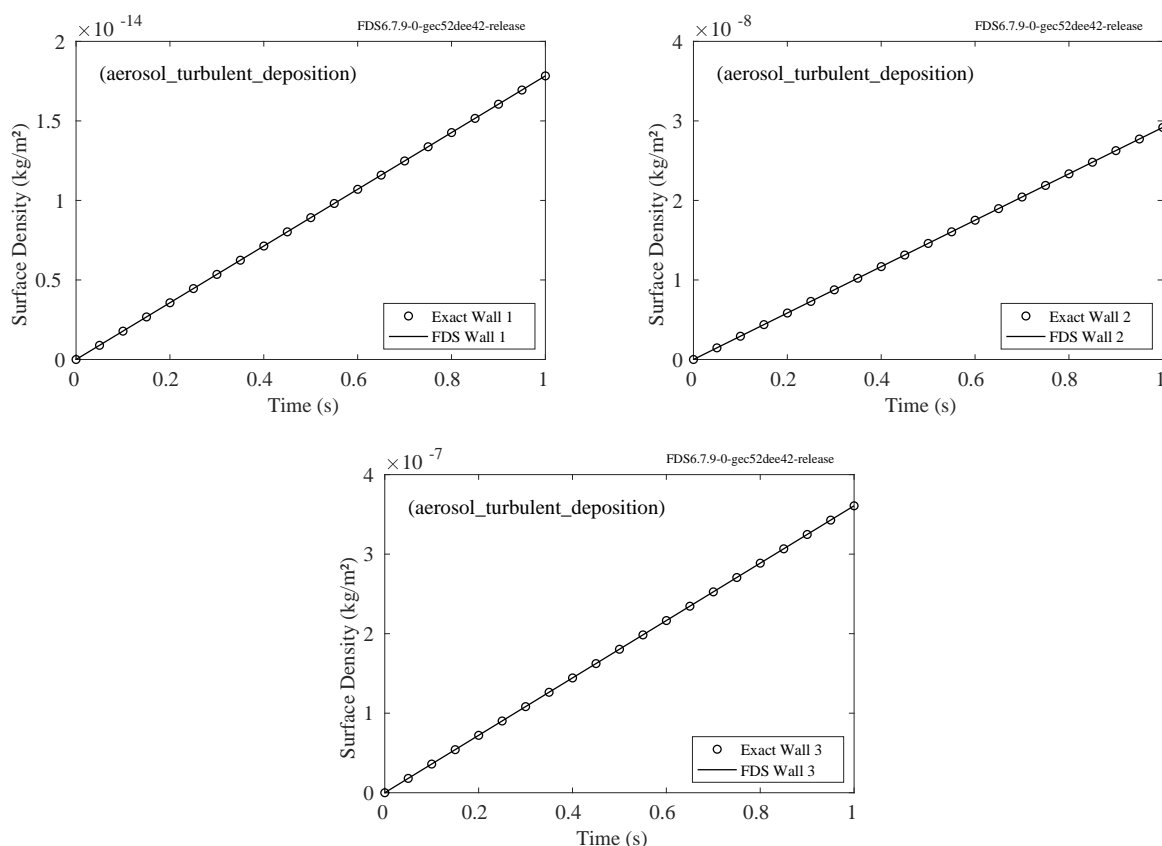 ×10 -14
FDS6.7.9-0-gec52dee42-release
2
(aerosol_turbulent_deposition)
1.5
1
0.5
0
Surface Density (kg/m²)
Exact Wall 1
FDS Wall 1
0 0.2 0.4 0.6 0.8 1
Time (s)
×10 -8
FDS6.7.9-0-gec52dee42-release
4
(aerosol_turbulent_deposition)
3
2
1
0
Surface Density (kg/m²)
Exact Wall 2
FDS Wall 2
0 0.2 0.4 0.6 0.8 1
Time (s)
×10 -7
FDS6.7.9-0-gec52dee42-release
4
(aerosol_turbulent_deposition)
3
2
1
0
Surface Density (kg/m²)
Exact Wall 3
FDS Wall 3
0 0.2 0.4 0.6 0.8 1
Time (s)